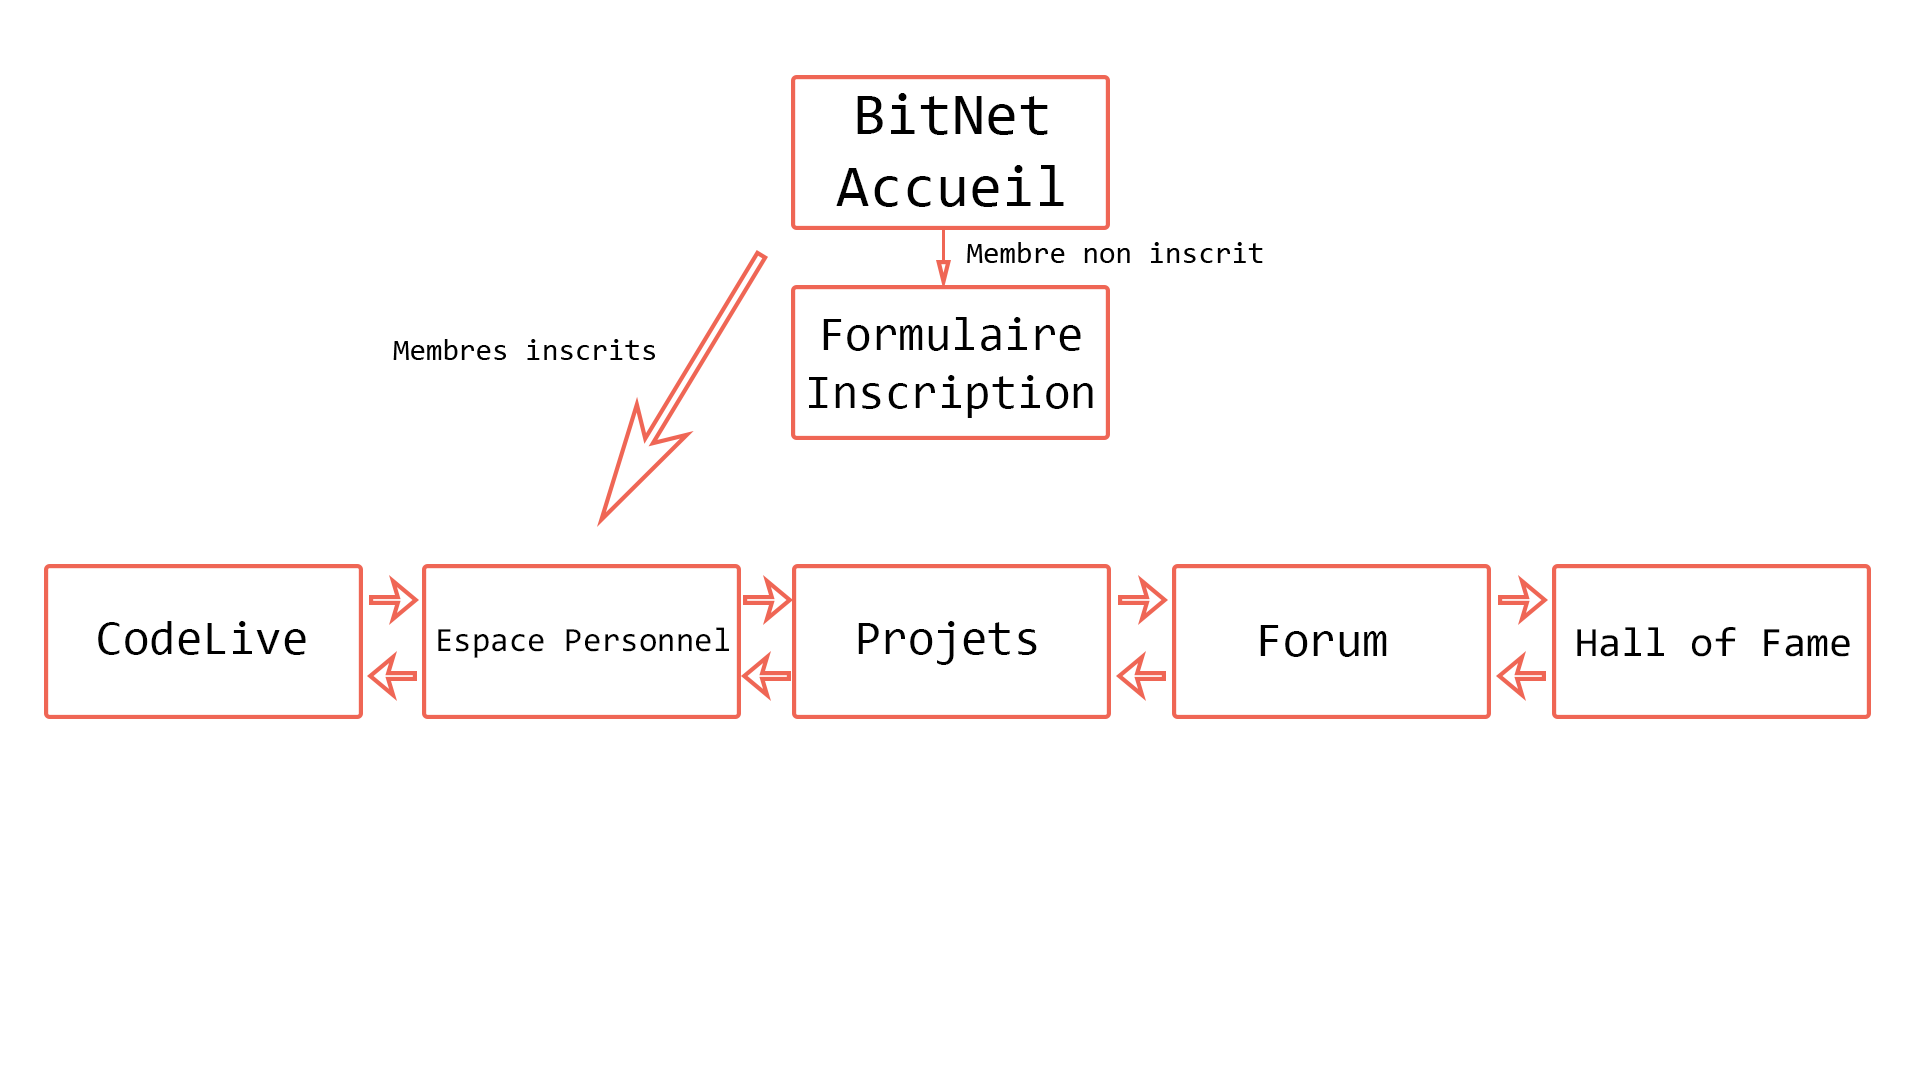 BitNet
Accueil
Membre non inscrit
Formulaire
Inscription
Membres inscrits
CodeLive
Espace Personnel
Projets
Forum
Hall of Fame